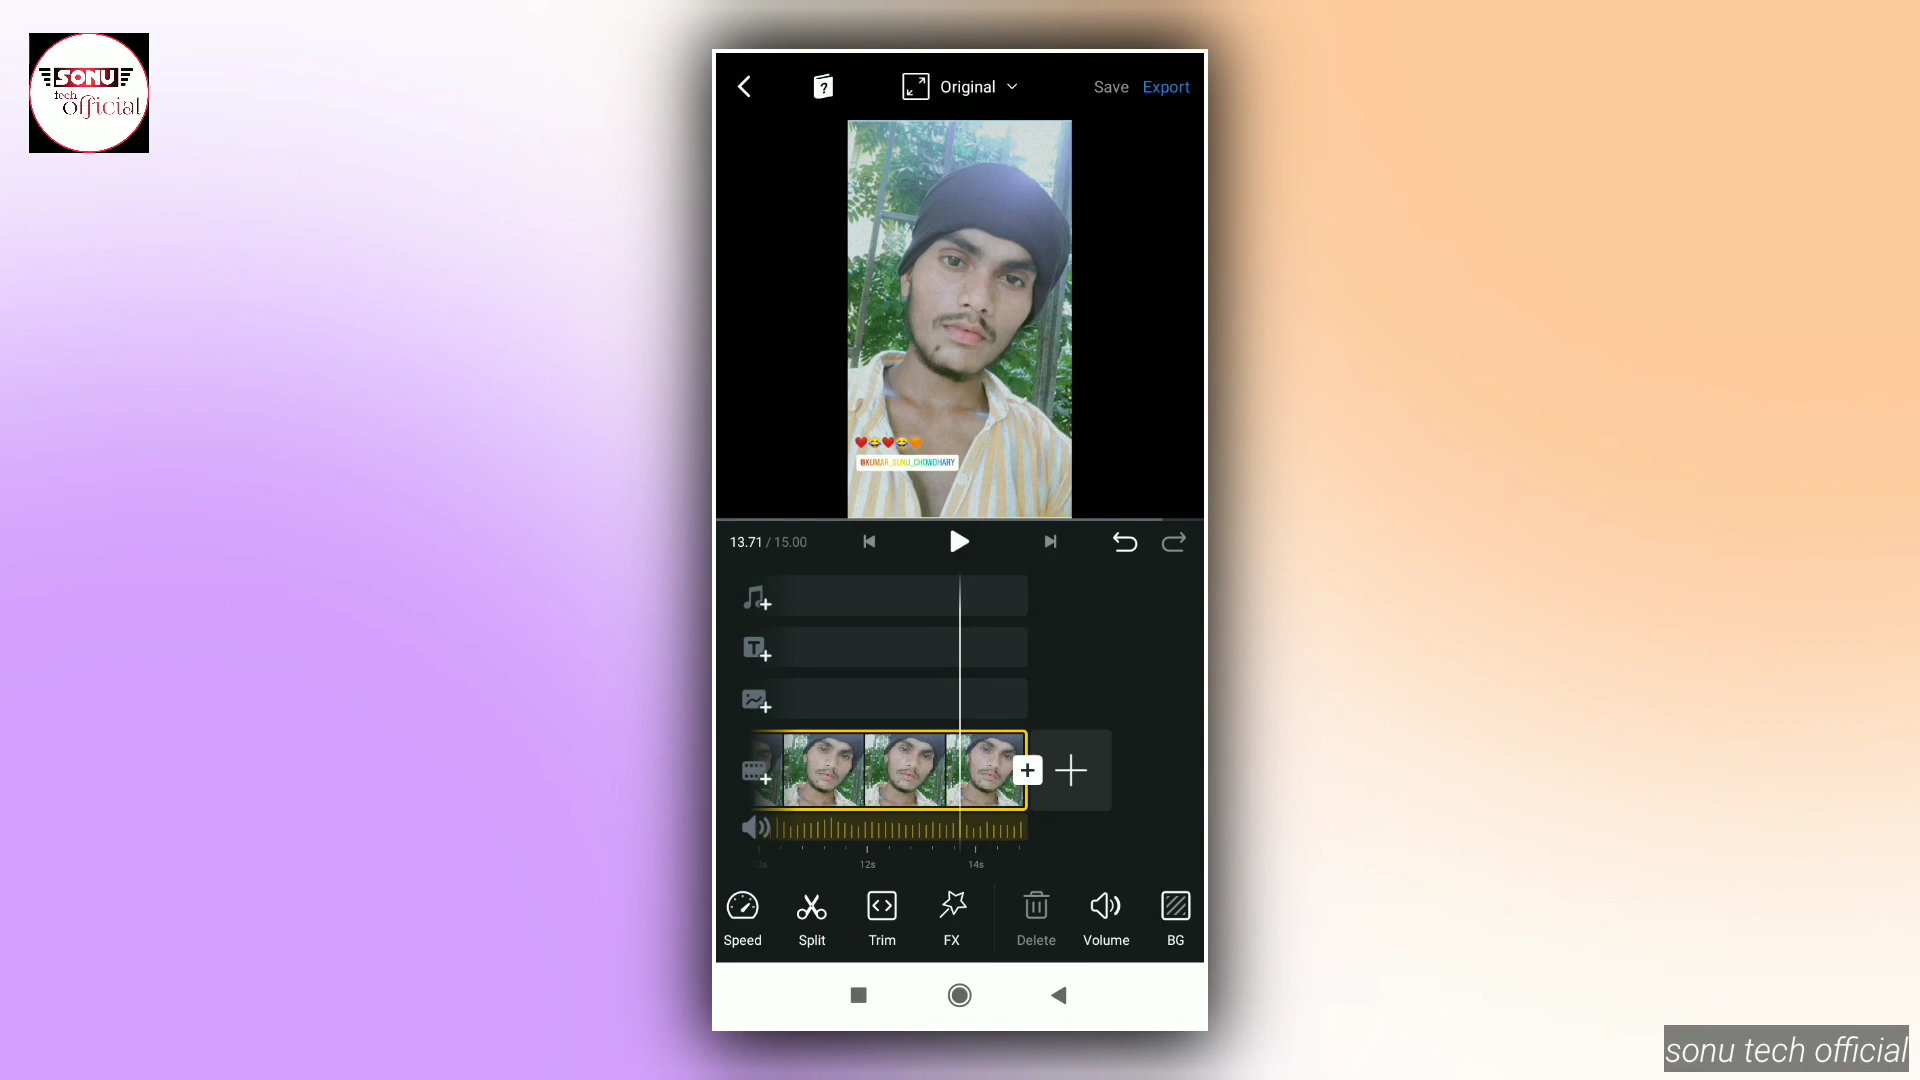 SONU
tech
official
?
Original
Save
Export
@KUMAR_SONU_CHOWDHARY
13.71 / 15.00
T
12s
14s
Speed
Split
Trim
FX
Delete
Volume
BG
sonu tech official